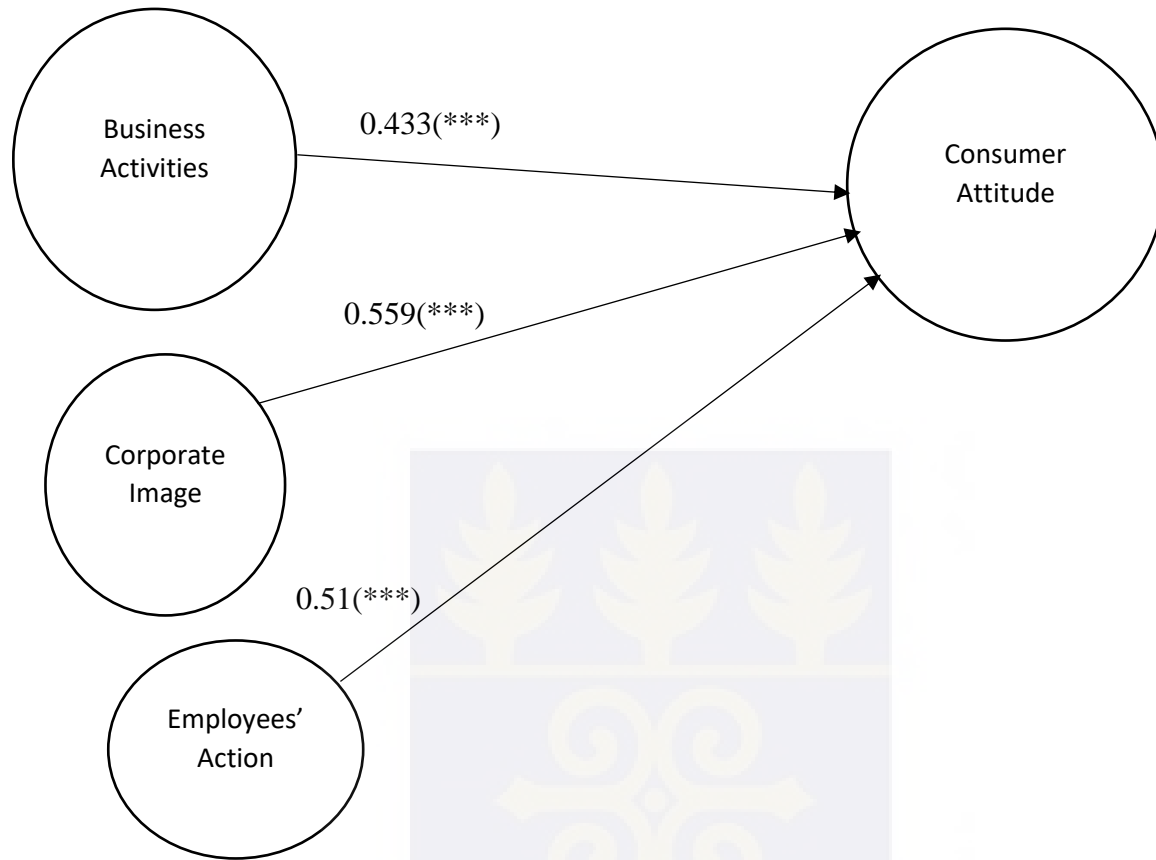 Business
Activities
0.433(***)
Consumer
Attitude
0.559(***)
Corporate
Image
0.51(***)
Employees’
Action